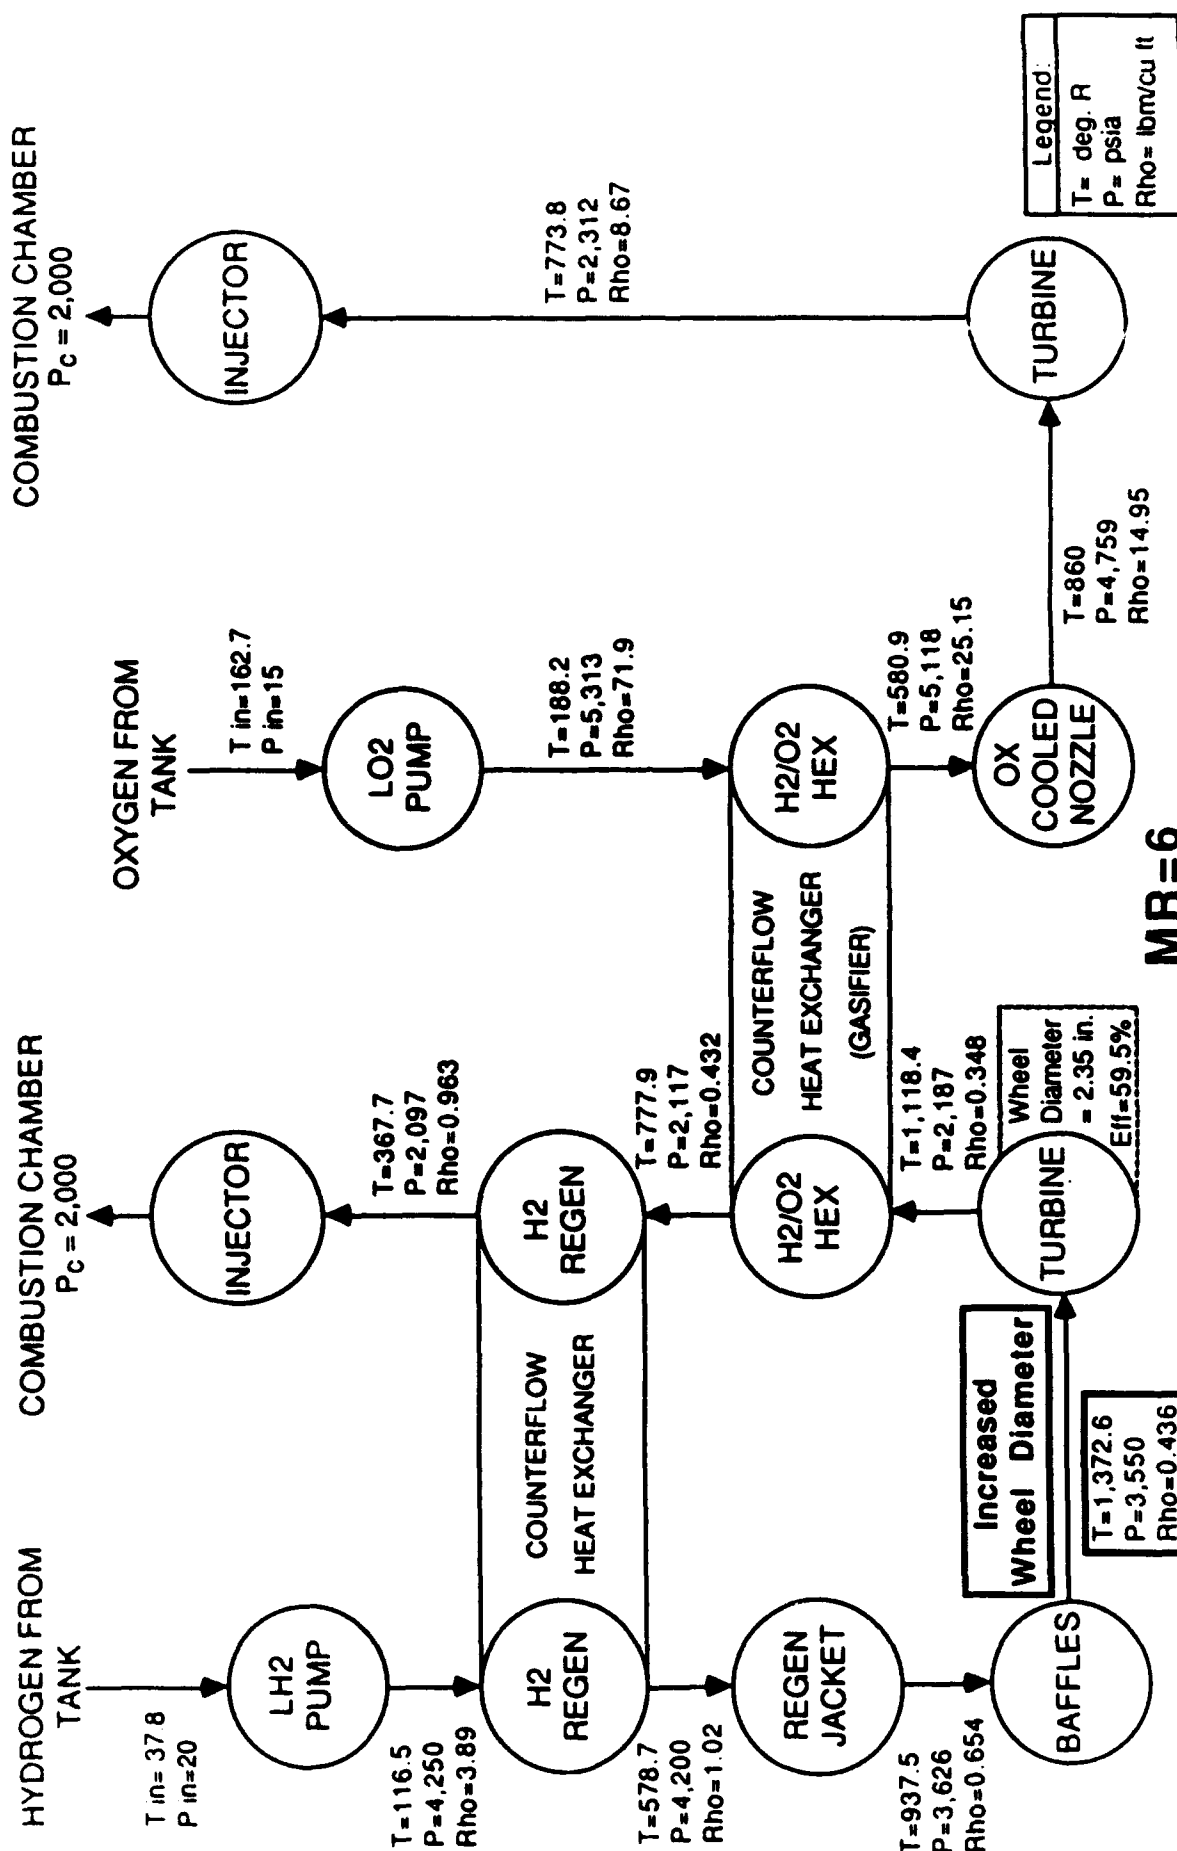 HYDROGEN FROM
TANK
T in= 37.8
P in=20
LH2
PUMP
T=116.5
P=4,250
Rho=3.89
H2
REGEN
T=578.7
P=4,200
Rho=1.02
REGEN
JACKET
T=937.5
P=3,626
Rho=0.654
BAFFLES
COUNTERFLOW
HEAT EXCHANGER
Increased
Wheel Diameter
T=1,372.6
P=3,550
Rho=0.436
COMBUSTION CHAMBER
Pc = 2,000
INJECTOR
T=367.7
P=2,097
Rho=0.963
H2
REGEN
T=777.9
P=2,117
Rho=0.432
H2/O2
HEX
T=1,118.4
P=2,187
Rho=0.348
TURBINE
Wheel
Diameter
= 2.35 in.
Eff=59.5%
COUNTERFLOW
HEAT EXCHANGER
(GASIFIER)
OXYGEN FROM
TANK
T in=162.7
P in=15
LO2
PUMP
T=188.2
P=5,313
Rho=71.9
H2/O2
HEX
T=580.9
P=5,118
Rho=25.15
OX
COOLED
NOZZLE
MR=6
T=860
P=4,759
Rho=14.95
COMBUSTION CHAMBER
Pc = 2,000
INJECTOR
T=773.8
P=2,312
Rho=8.67
TURBINE
Legend:
T= deg. R
P= psia
Rho= lbm/cu ft